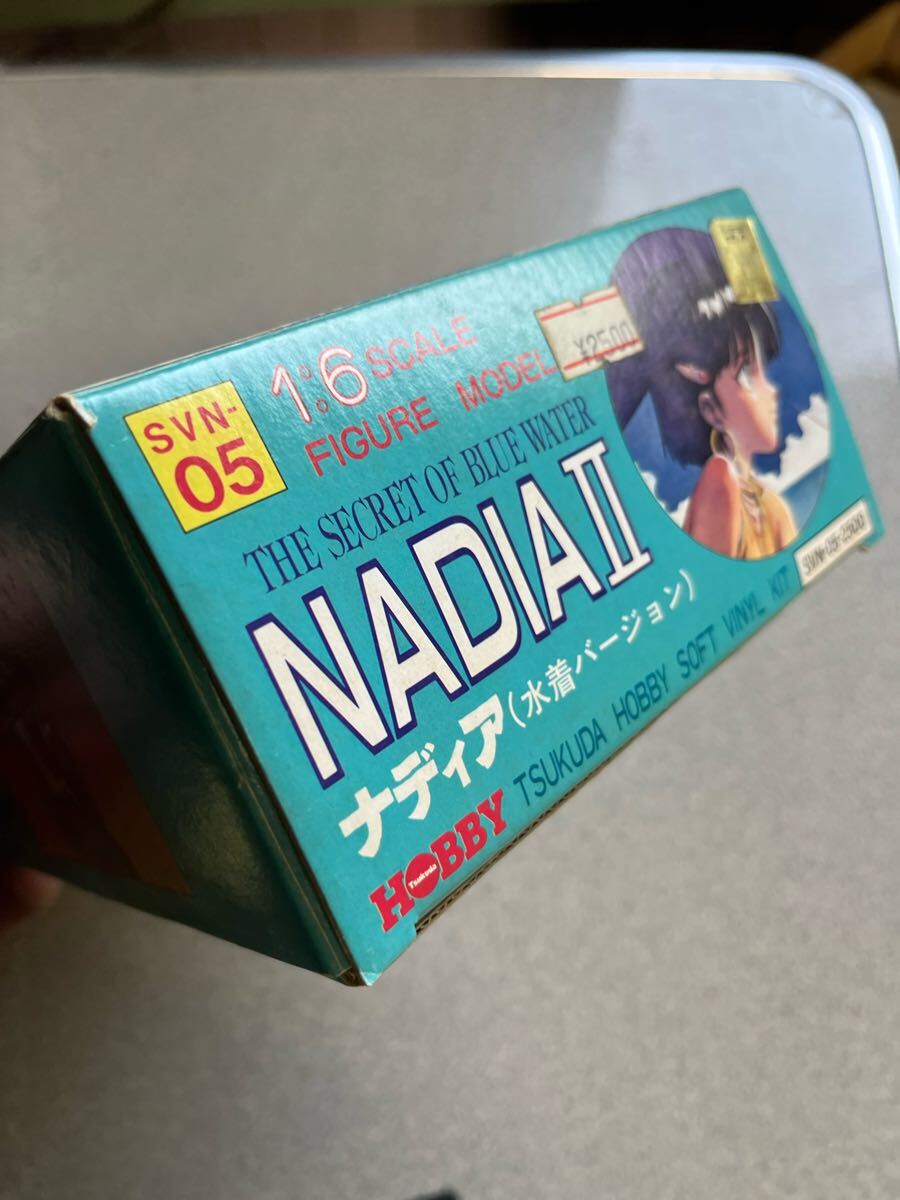 SVN-
05
1:6 SCALE
FIGURE MODEL
¥2500
THE SECRET OF BLUE WATER
NADIA II
ナディア(水着バージョン)
HOBBY TSUKUDA HOBBY SOFT VINYL KIT
Tsukuda
SVN-05-2500